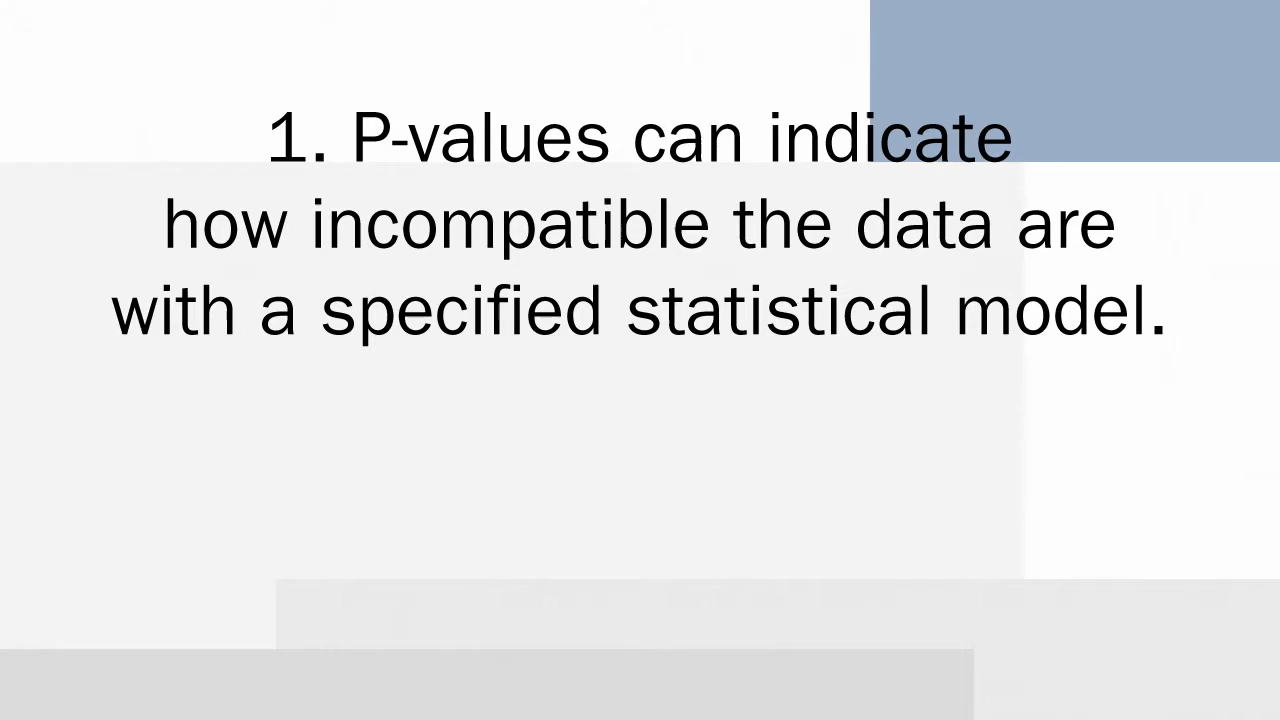 1. P-values can indicate
how incompatible the data are
with a specified statistical model.